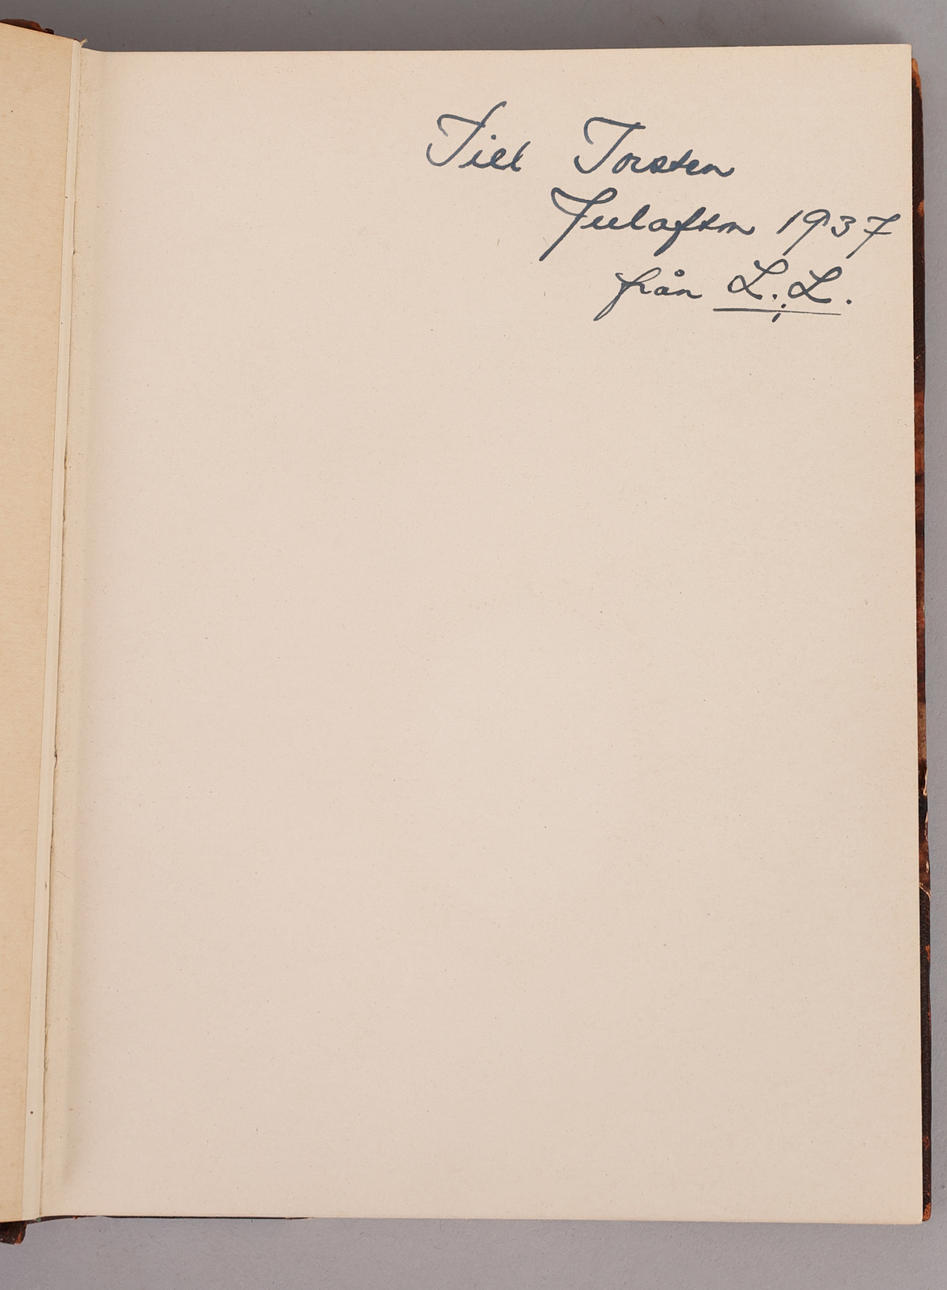 Till Torsten
Julafton 1937
från L.L.